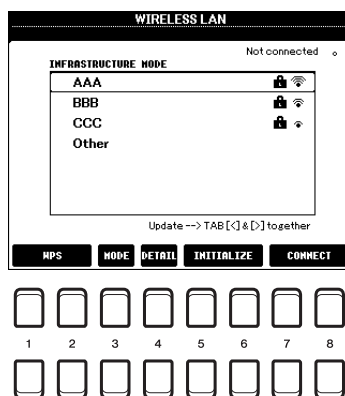 WIRELESS LAN
Not connected
INFRASTRUCTURE MODE
AAA
BBB
CCC
Other
Update --> TAB [<] & [>] together
WPS MODE DETAIL INITIALIZE CONNECT
1 2 3 4 5 6 7 8